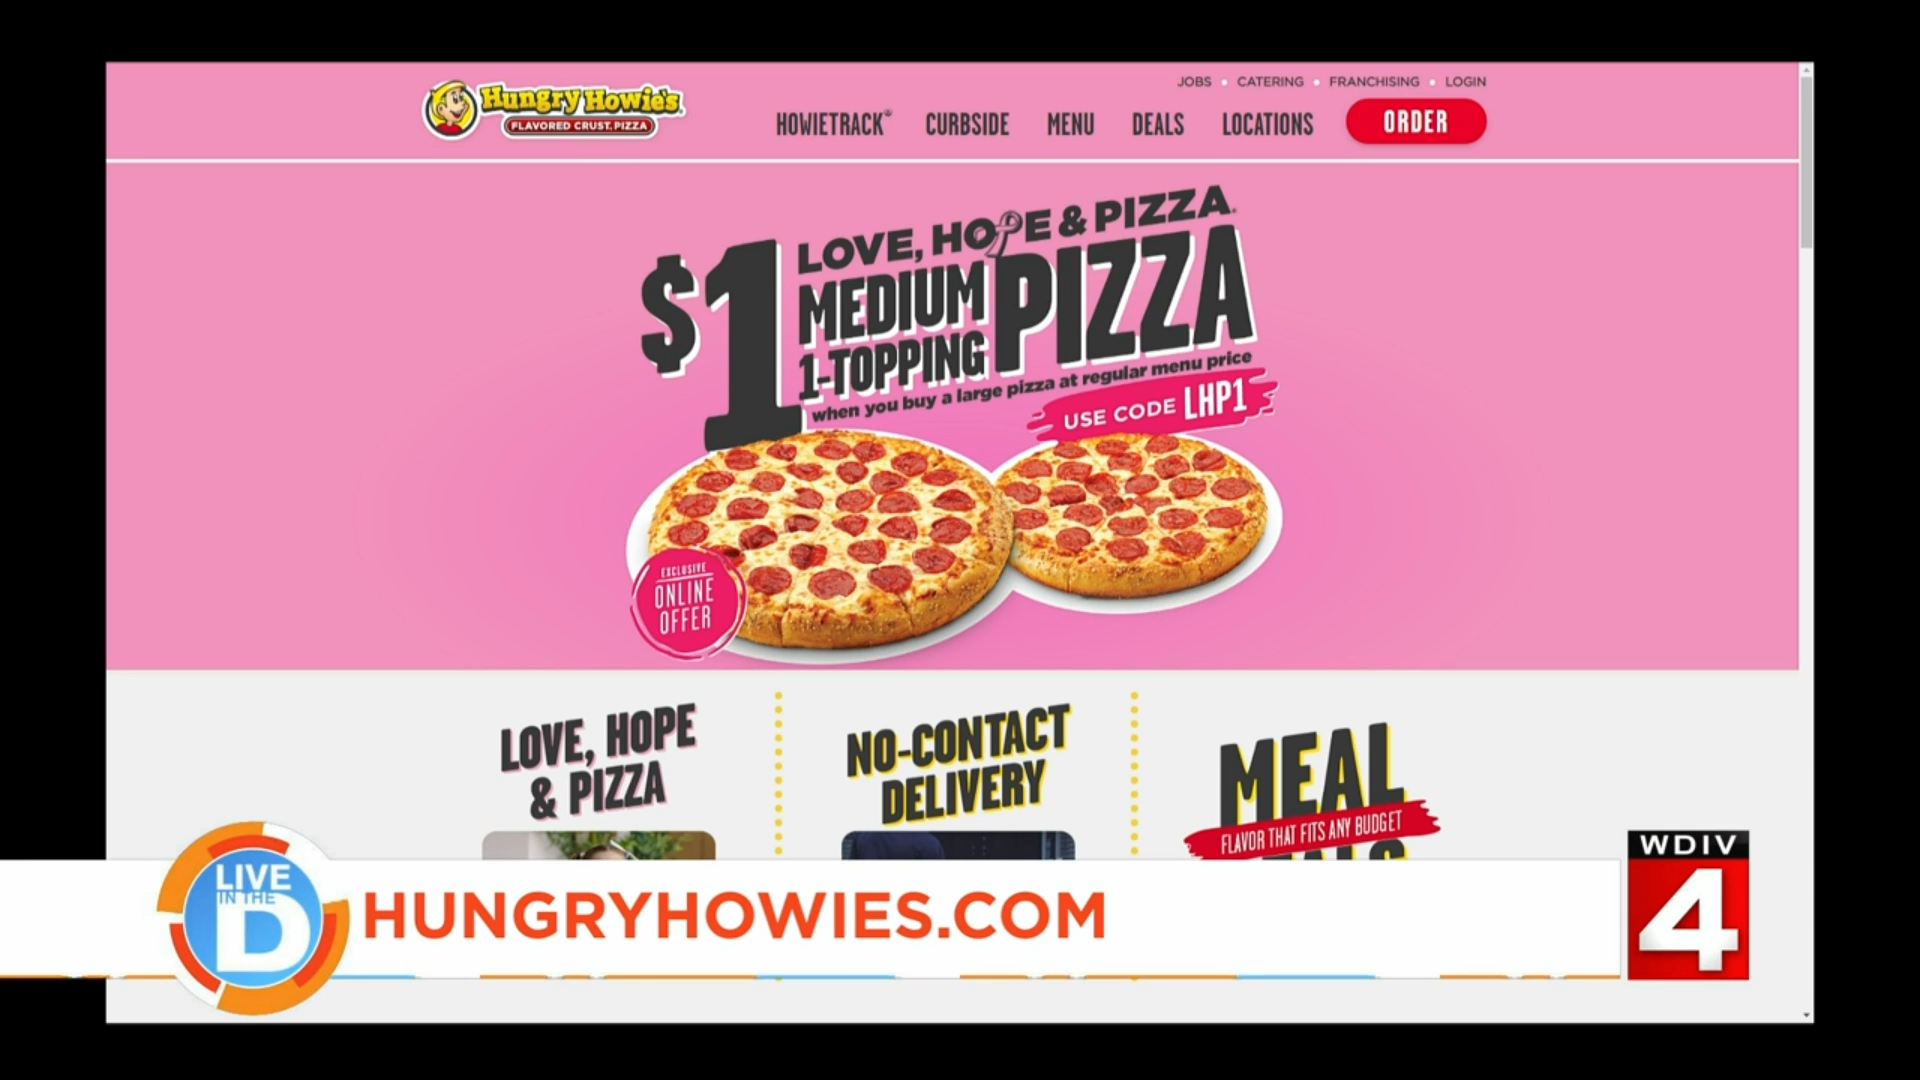 JOBS • CATERING • FRANCHISING • LOGIN
Hungry Howie's
FLAVORED CRUST. PIZZA
HOWIETRACK® CURBSIDE MENU DEALS LOCATIONS ORDER
$1 LOVE, HOPE & PIZZA
MEDIUM
1-TOPPING
PIZZA
when you buy a large pizza at regular menu price
USE CODE LHP1
EXCLUSIVE
ONLINE
OFFER
LOVE, HOPE
& PIZZA
NO-CONTACT
DELIVERY
MEAL
FLAVOR THAT FITS ANY BUDGET
LIVE
IN THE
D
HUNGRYHOWIES.COM
WDIV
4